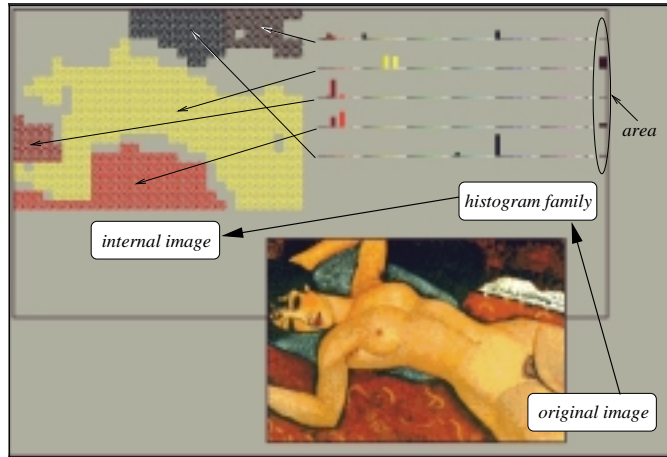 area
histogram family
internal image
original image